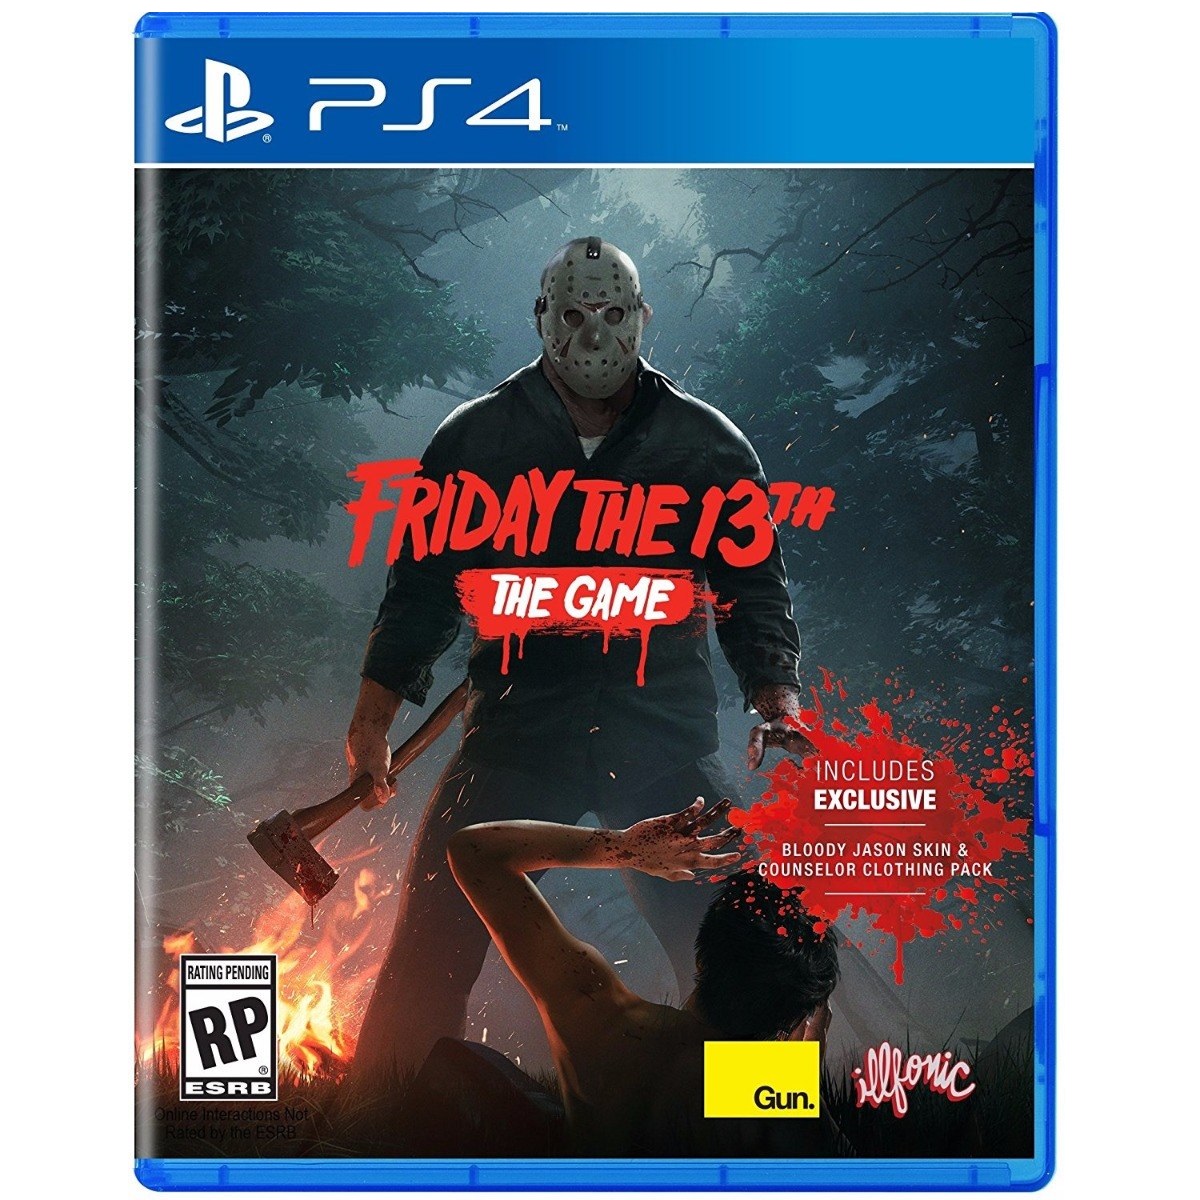 PS4™
FRIDAY THE 13TH
THE GAME
INCLUDES
EXCLUSIVE
BLOODY JASON SKIN &
COUNSELOR CLOTHING PACK
RATING PENDING
RP
®
ESRB
Online Interactions Not
Rated by the ESRB
Gun.
illfonic